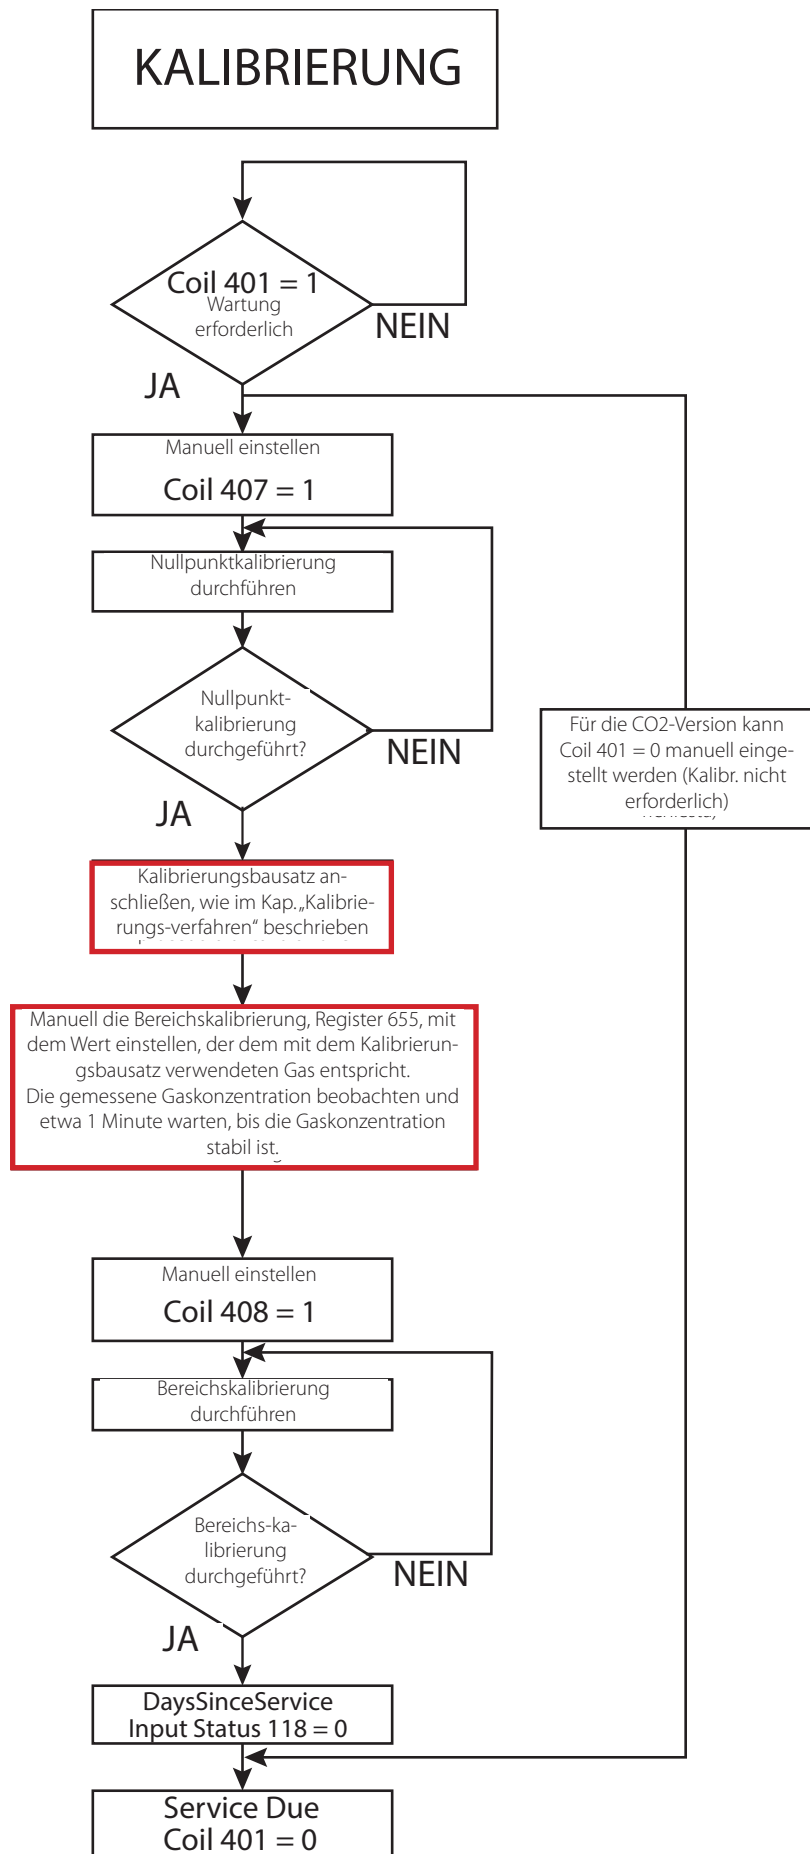 KALIBRIERUNG
Coil 401 = 1
Wartung
erforderlich
NEIN
JA
Manuell einstellen
Coil 407 = 1
Nullpunktkalibrierung
durchführen
Nullpunkt-
kalibrierung
durchgeführt?
NEIN
JA
Für die CO2-Version kann
Coil 401 = 0 manuell einge-
stellt werden (Kalibr. nicht
erforderlich)
Kalibrierungsbausatz an-
schließen, wie im Kap. „Kalibrie-
rungs-verfahren“ beschrieben
Manuell die Bereichskalibrierung, Register 655, mit
dem Wert einstellen, der dem mit dem Kalibrierun-
gsbausatz verwendeten Gas entspricht.
Die gemessene Gaskonzentration beobachten und
etwa 1 Minute warten, bis die Gaskonzentration
stabil ist.
Manuell einstellen
Coil 408 = 1
Bereichskalibrierung
durchführen
Bereichs-ka-
librierung
durchgeführt?
NEIN
JA
DaysSinceService
Input Status 118 = 0
Service Due
Coil 401 = 0